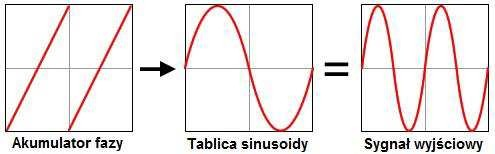 Akumulator fazy
Tablica sinusoidy
=
Sygnał wyjściowy